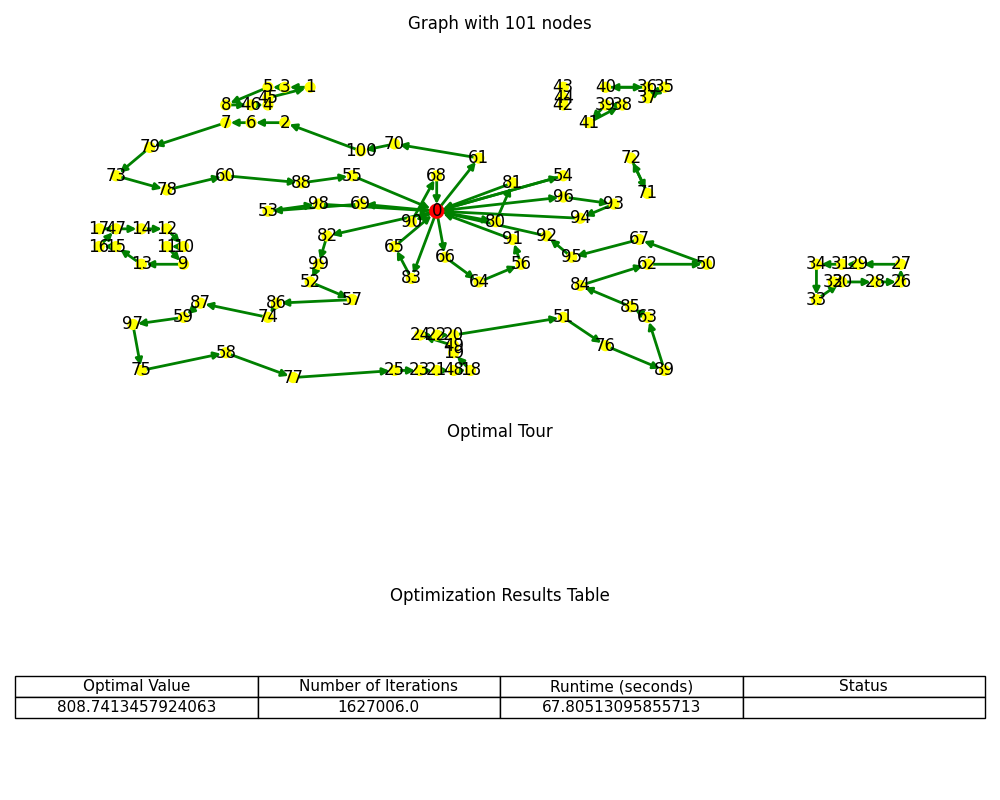 Graph with 101 nodes
5 3 1 43 40 36 35
8 46 4 45 44 42 39 38 37
7 6 2 41
79 100 70 61 72
73 78 60 88 55 68 81 54 71
53 98 69 90 0 80 96 94 93
17 47 14 12 82 65 91 92 67
16 15 11 10 66 95
13 9 99 83 64 56 62 50 34 31 29 27
52 84 32 30 28 26
87 86 57 85 33
97 59 74 51 63
24 22 20 49 19 76
75 58 77 25 23 21 48 18 89
Optimal Tour
Optimization Results Table
Optimal Value Number of Iterations Runtime (seconds) Status
808.7413457924063 1627006.0 67.80513095855713